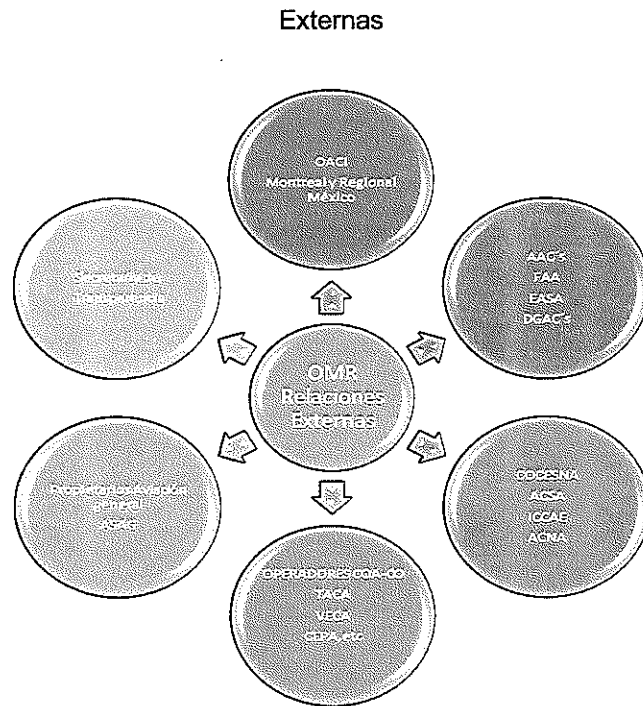 Externas
OACI
Montreal y Regional
México
AAC's
FAA
EASA
DGAC's
OMR
Relaciones
Externas
COCESNA
ACSA
ICCAE
ACNA
OPERADORES COA-CO
TACA
VECA
CEPA, etc
general